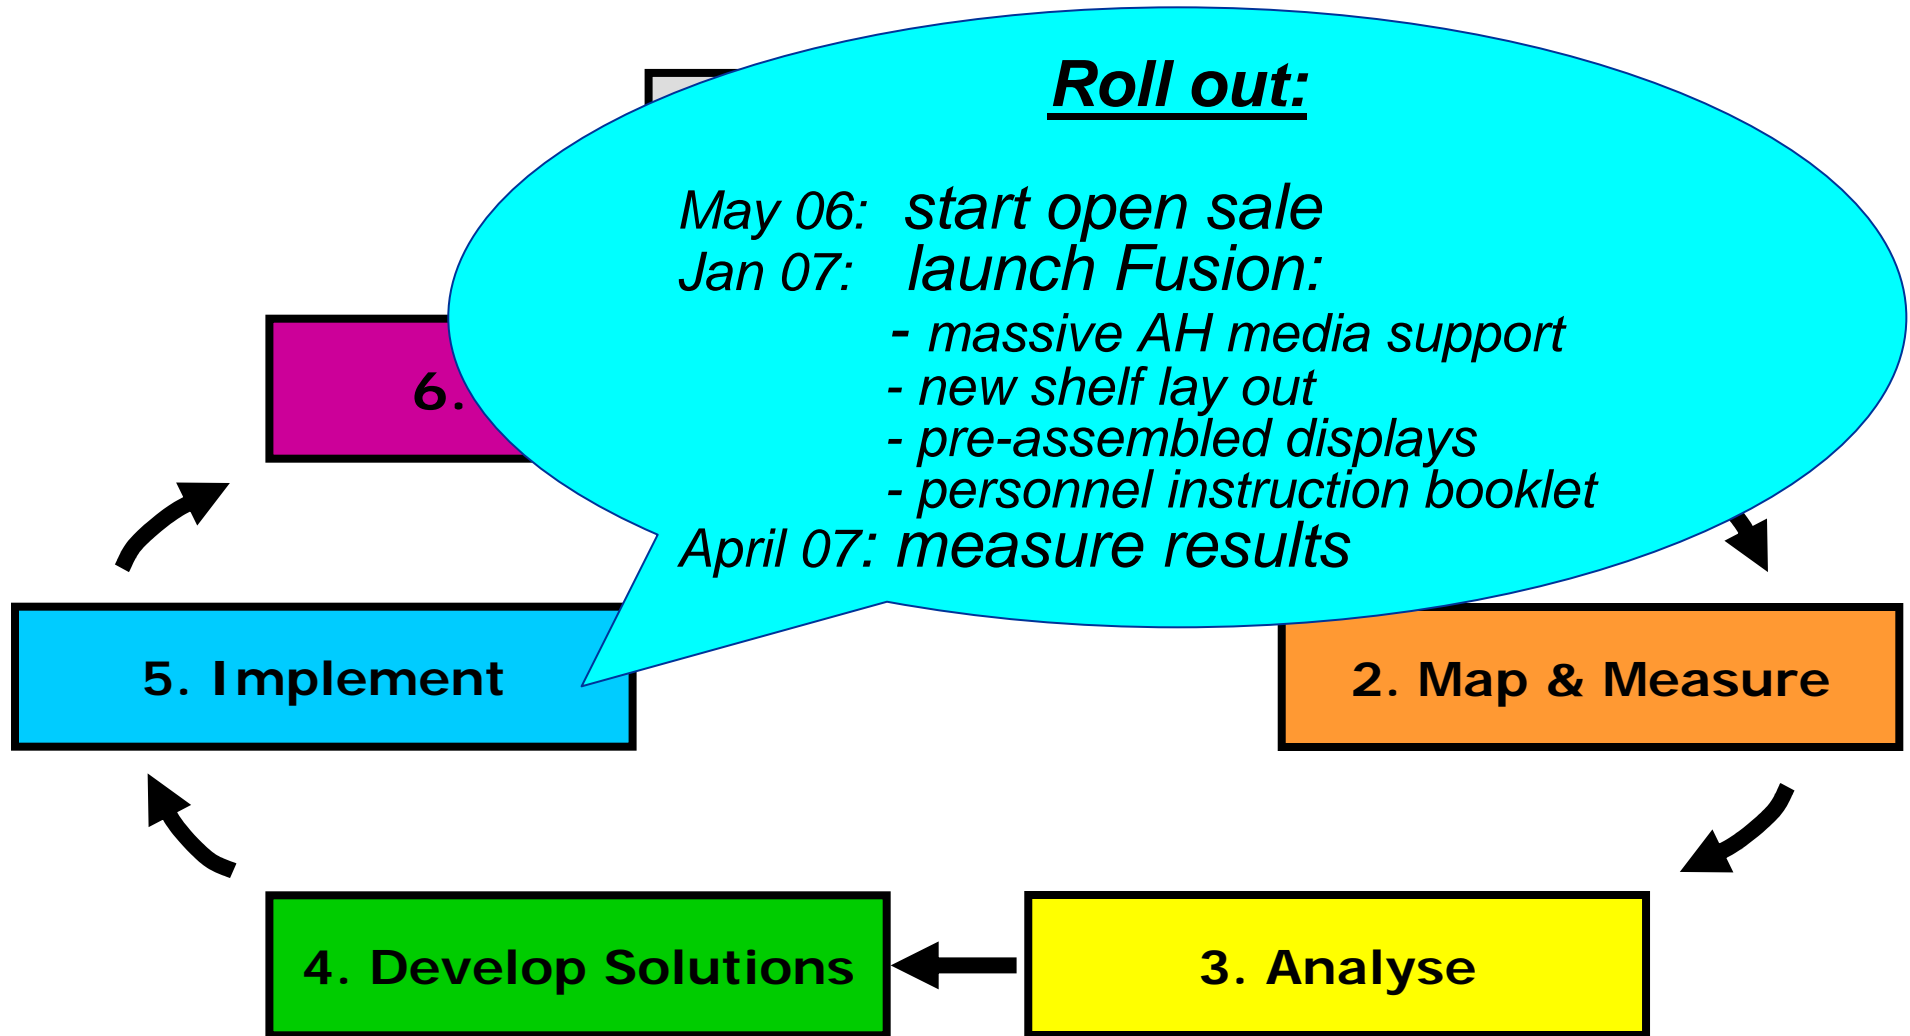 Roll out:
May 06: start open sale
Jan 07: launch Fusion:
- massive AH media support
- new shelf lay out
- pre-assembled displays
- personnel instruction booklet
April 07: measure results
6.
5. Implement
2. Map & Measure
4. Develop Solutions
3. Analyse